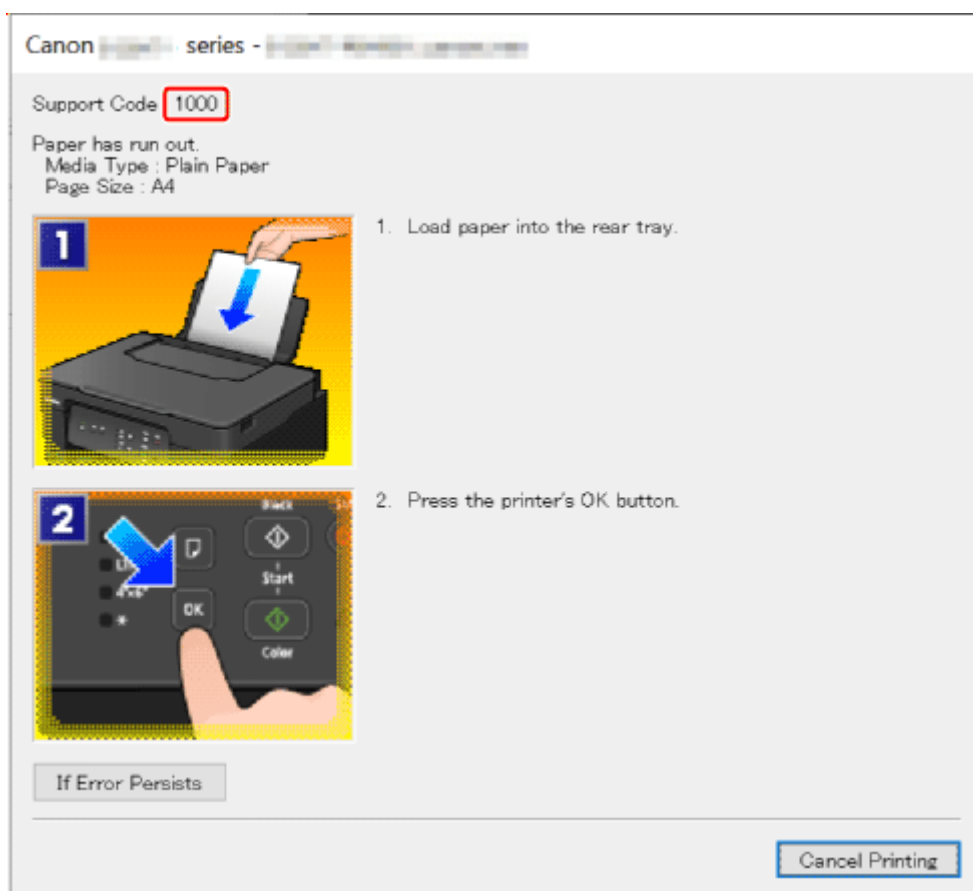 Canon series -
Support Code 1000
Paper has run out.
Media Type : Plain Paper
Page Size : A4
1
1. Load paper into the rear tray.
2
2. Press the printer's OK button.
Black
Start
4"x6"
OK
Color
If Error Persists
Cancel Printing